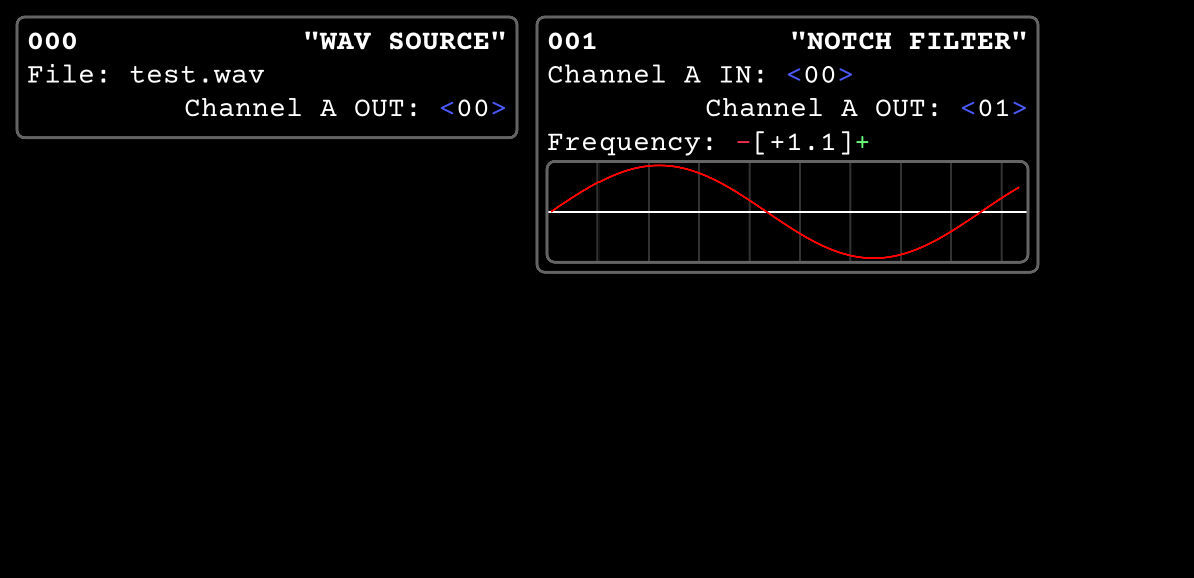 000 "WAV SOURCE"
File: test.wav
Channel A OUT: <00>
001 "NOTCH FILTER"
Channel A IN: <00>
Channel A OUT: <01>
Frequency: -[+1.1]+